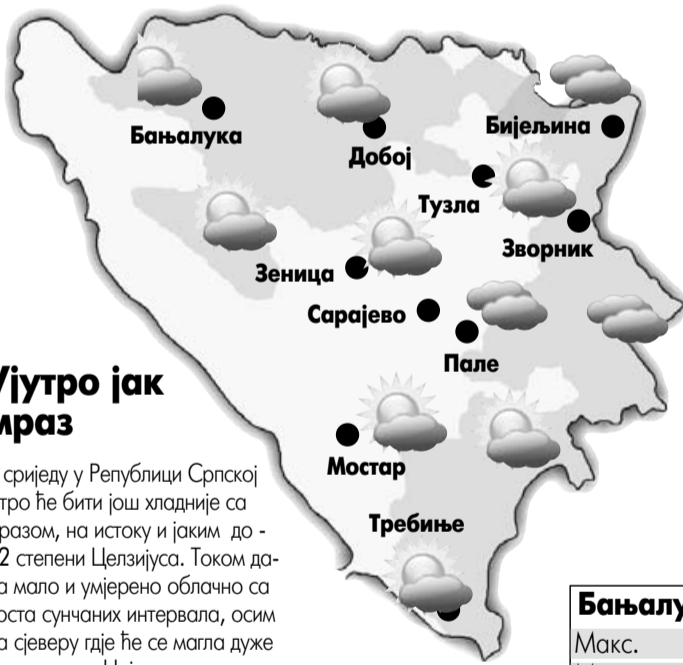 Бањалука
Добој
Бијељина
Тузла
Зворник
Зеница
Сарајево
Пале
Мостар
Требиње
Ујутро јак
мраз
сриједу у Републици Српској
тро ће бити још хладније са
разом, на истоку и јаким до -
2 степени Целзијуса. Током да-
а мало и умјерено облачно са
оста сунчаних интервала, осим
а сјеверу гдје ће се магла дуже
Бањалу
Макс.